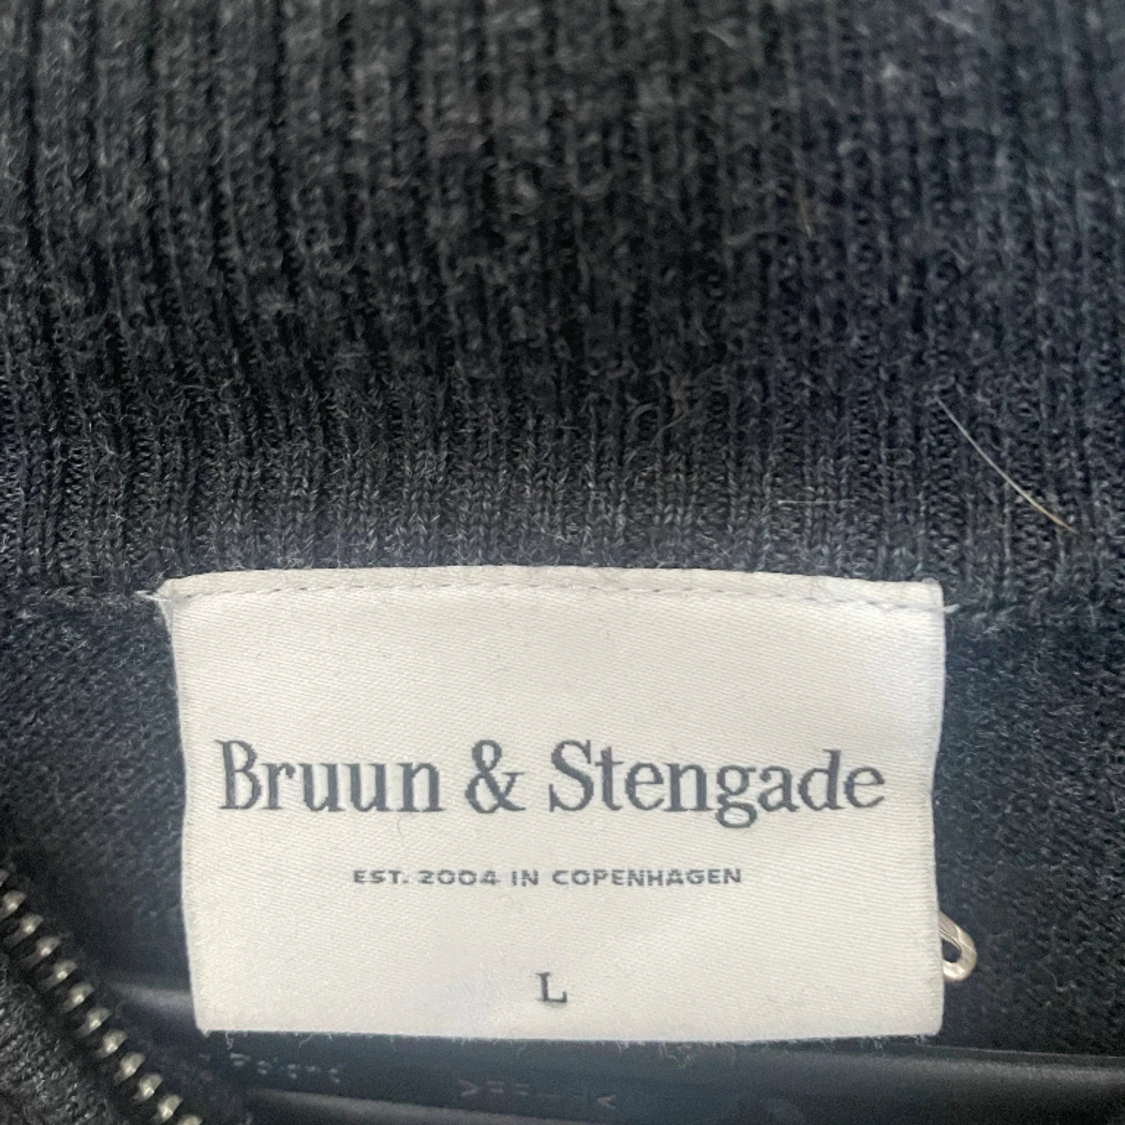 Bruun & Stengade
EST. 2004 IN COPENHAGEN
L